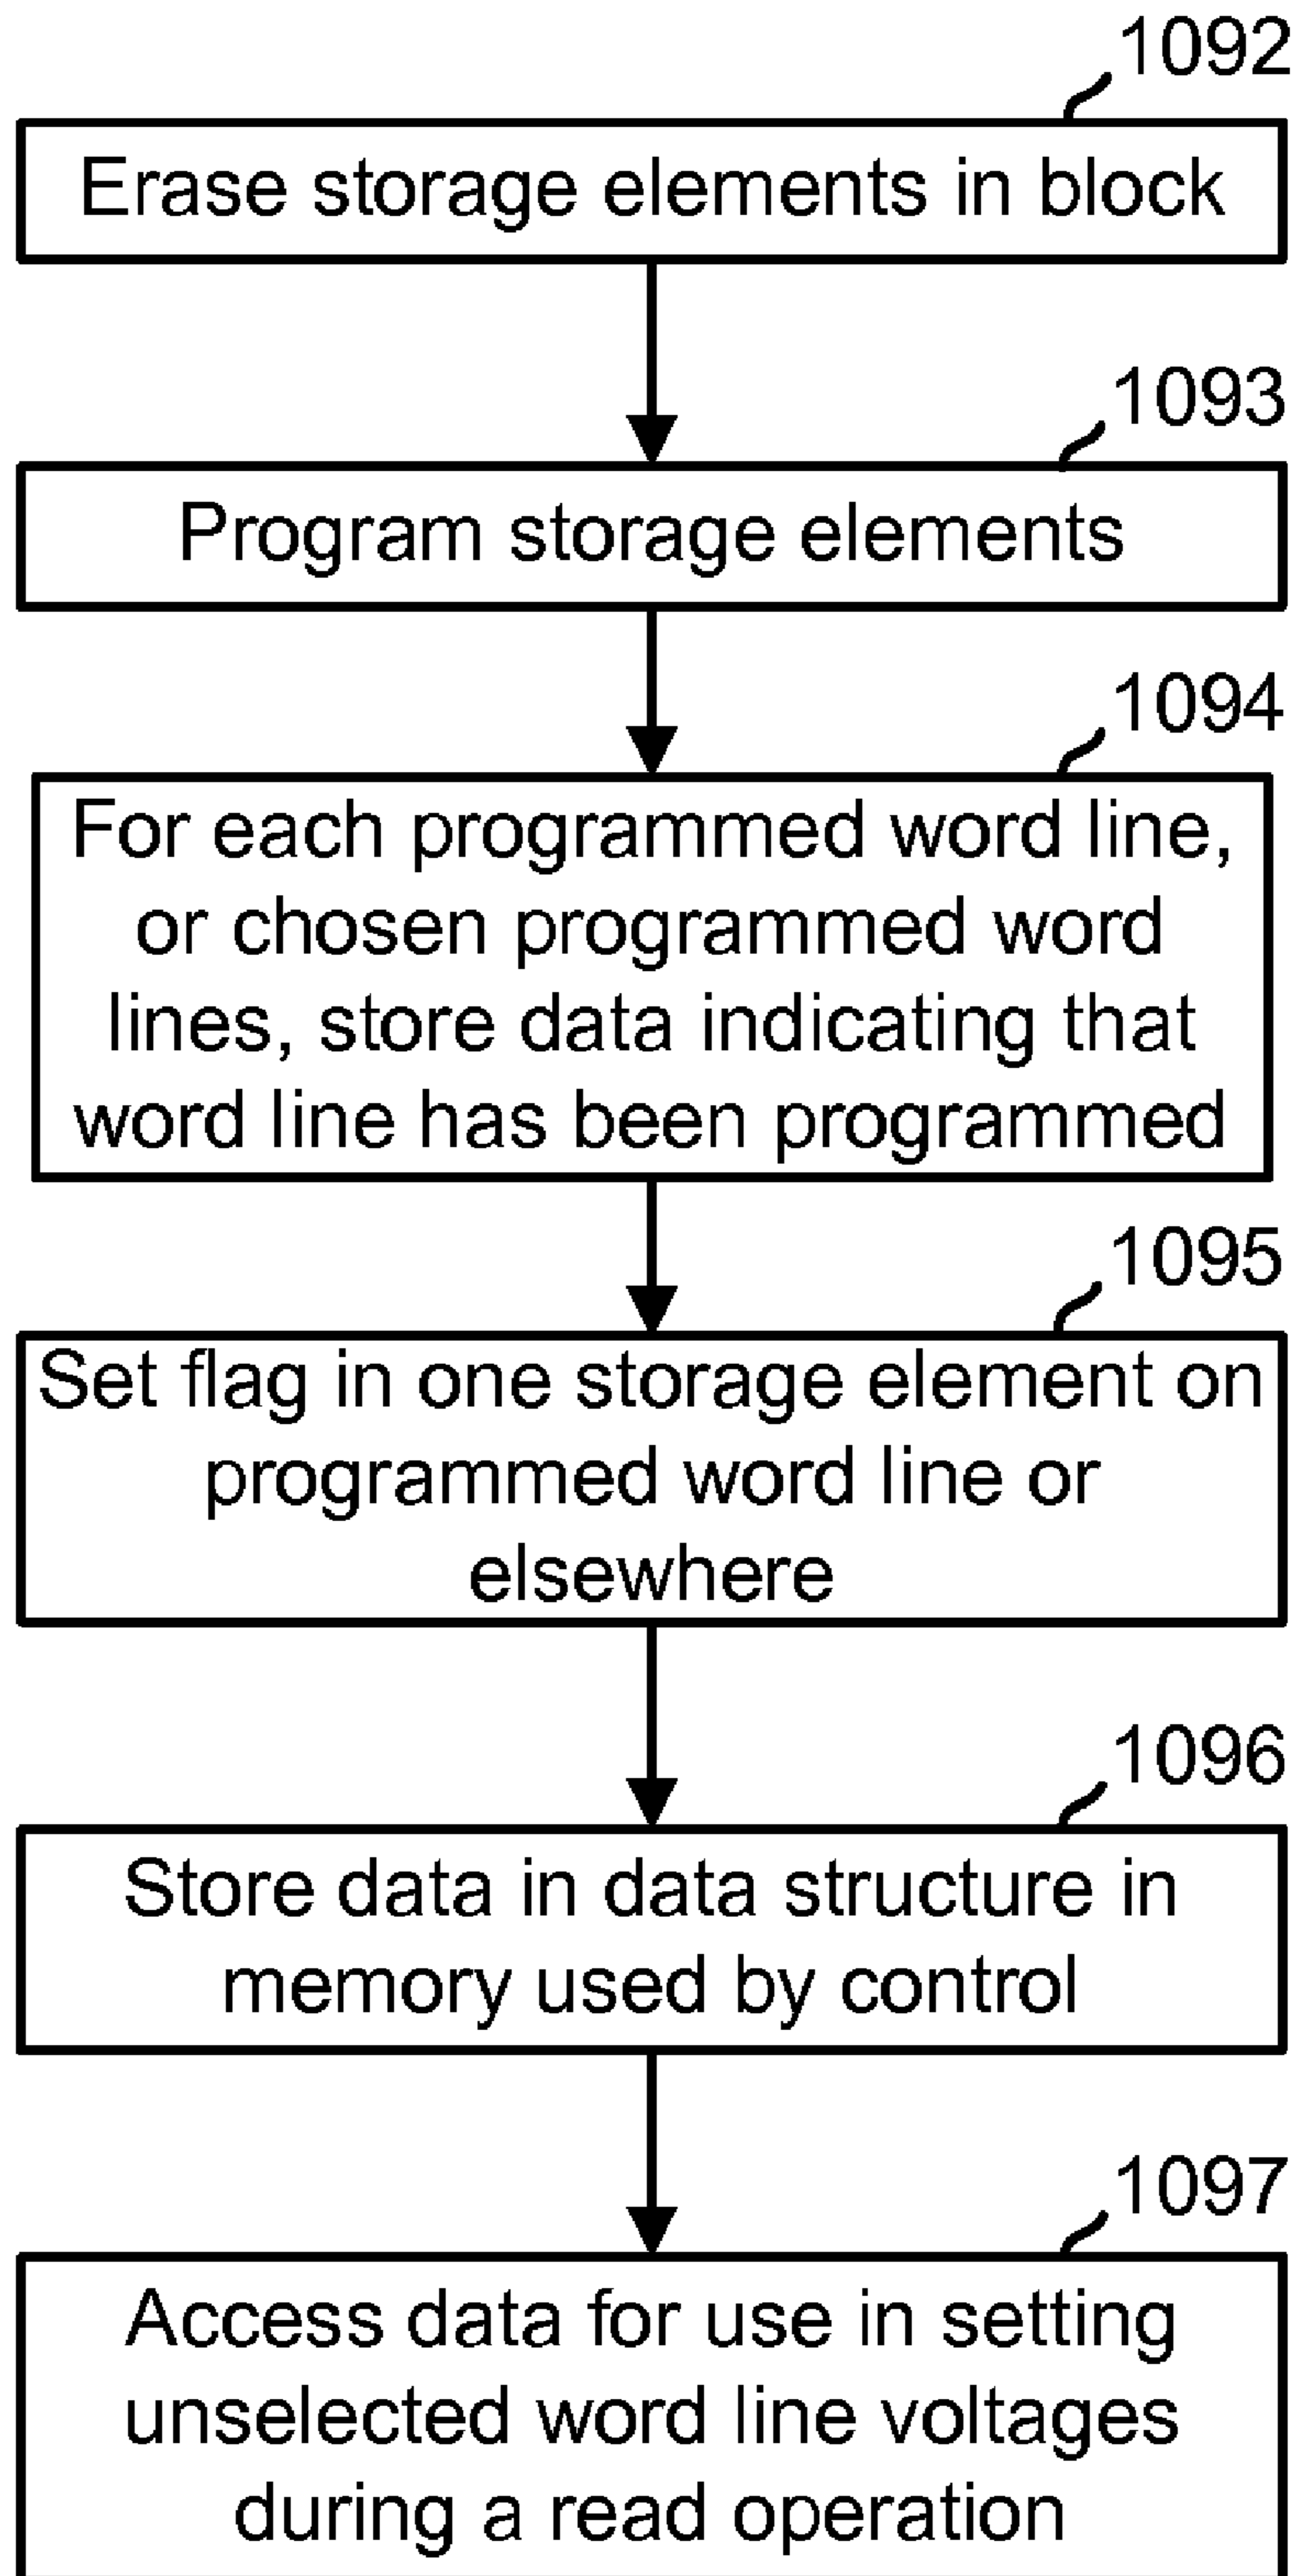 1092
Erase storage elements in block
1093
Program storage elements
1094
For each programmed word line,
or chosen programmed word
lines, store data indicating that
word line has been programmed
1095
Set flag in one storage element on
programmed word line or
elsewhere
1096
Store data in data structure in
memory used by control
1097
Access data for use in setting
unselected word line voltages
during a read operation